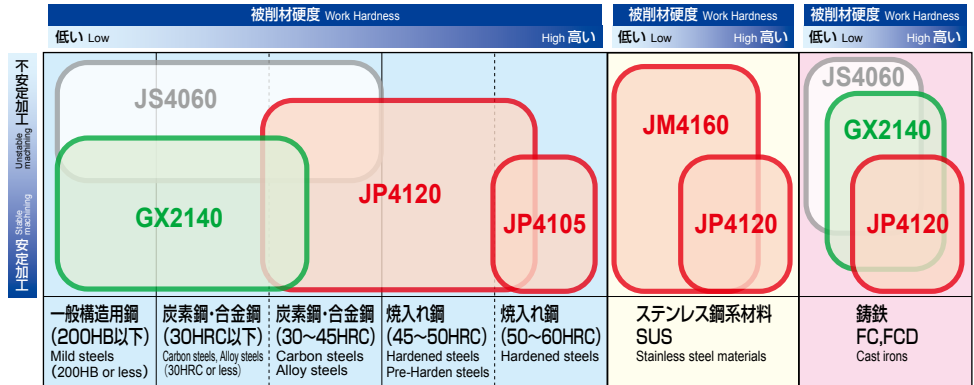 被削材硬度 Work Hardness
低い Low
High 高い
被削材硬度 Work Hardness
低い Low
High 高い
被削材硬度 Work Hardness
低い Low
High 高い
不安定加工
Unstable machining
Stable machining
安定加工
JS4060
GX2140
JP4120
JP4105
JM4160
JP4120
JS4060
GX2140
JP4120
一般構造用鋼
(200HB以下)
Mild steels
(200HB or less)
炭素鋼・合金鋼
(30HRC以下)
Carbon steels, Alloy steels
(30HRC or less)
炭素鋼・合金鋼
(30～45HRC)
Carbon steels
Alloy steels
焼入れ鋼
(45～50HRC)
Hardened steels
Pre-Harden steels
焼入れ鋼
(50～60HRC)
Hardened steels
ステンレス鋼系材料
SUS
Stainless steel materials
鋳鉄
FC,FCD
Cast irons